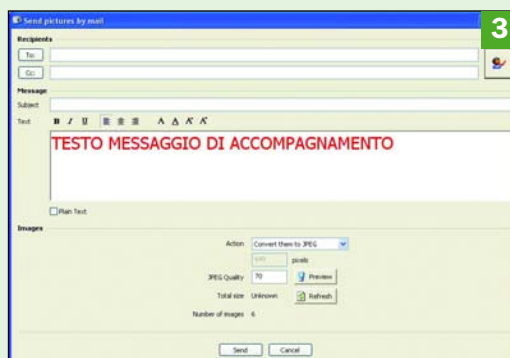 Send pictures by mail
3
Recipients
To:
Cc:
Message
Subject
Text B I U A A A A
TESTO MESSAGGIO DI ACCOMPAGNAMENTO
Plain Text
Images
Action Convert them to JPEG
pixels
JPEG Quality 70 Preview
Total size Unknown Refresh
Number of images 6
Send Cancel